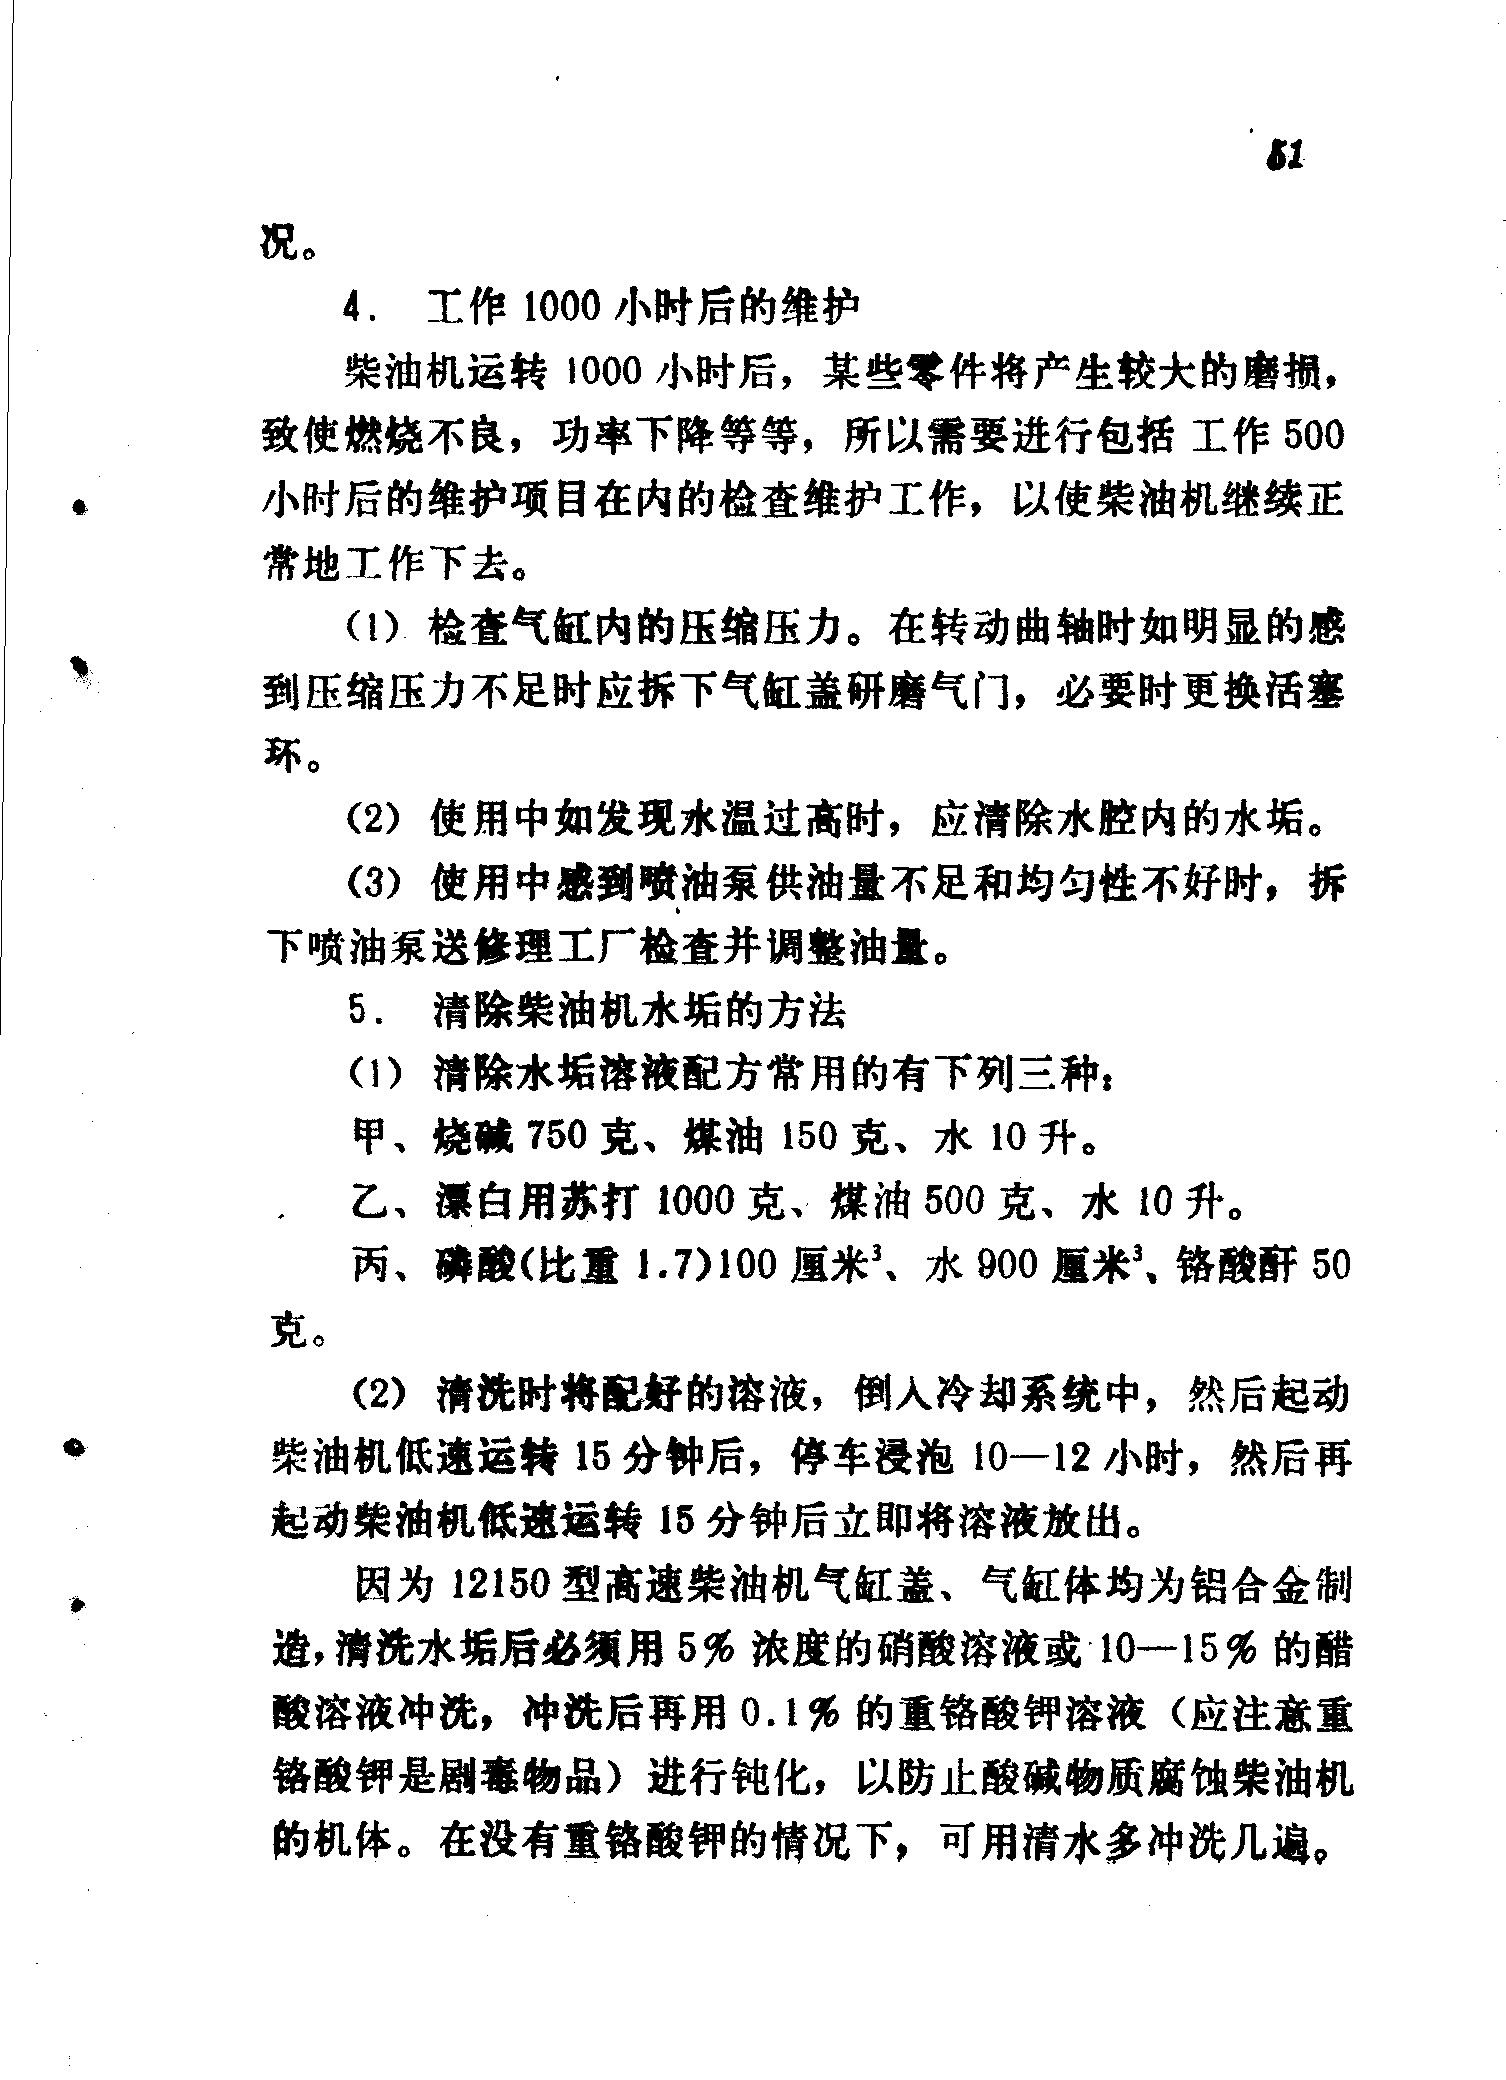 51
况。
4. 工作 1000 小时后的维护
柴油机运转 1000 小时后，某些零件将产生较大的磨损，
致使燃烧不良，功率下降等等，所以需要进行包括 工作 500
小时后的维护项目在内的检查维护工作，以使柴油机继续正
常地工作下去。
(1) 检查气缸内的压缩压力。在转动曲轴时如明显的感
到压缩压力不足时应拆下气缸盖研磨气门，必要时更换活塞
环。
(2) 使用中如发现水温过高时，应清除水腔内的水垢。
(3) 使用中感到喷油泵供油量不足和均匀性不好时，拆
下喷油泵送修理工厂检查并调整油量。
5. 清除柴油机水垢的方法
(1) 清除水垢溶液配方常用的有下列三种：
甲、烧碱 750 克、煤油 150 克、水 10 升。
乙、漂白用苏打 1000 克、煤油 500 克、水 10 升。
丙、磷酸(比重 1.7)100 厘米³、水 900 厘米³、铬酸酐 50
克。
(2) 清洗时将配好的溶液，倒入冷却系统中，然后起动
柴油机低速运转 15 分钟后，停车浸泡 10—12 小时，然后再
起动柴油机低速运转 15 分钟后立即将溶液放出。
因为 12150 型高速柴油机气缸盖、气缸体均为铝合金制
造，清洗水垢后必须用 5% 浓度的硝酸溶液或 10—15% 的醋
酸溶液冲洗，冲洗后再用 0.1% 的重铬酸钾溶液（应注意重
铬酸钾是剧毒物品）进行钝化，以防止酸碱物质腐蚀柴油机
的机体。在没有重铬酸钾的情况下，可用清水多冲洗几遍。